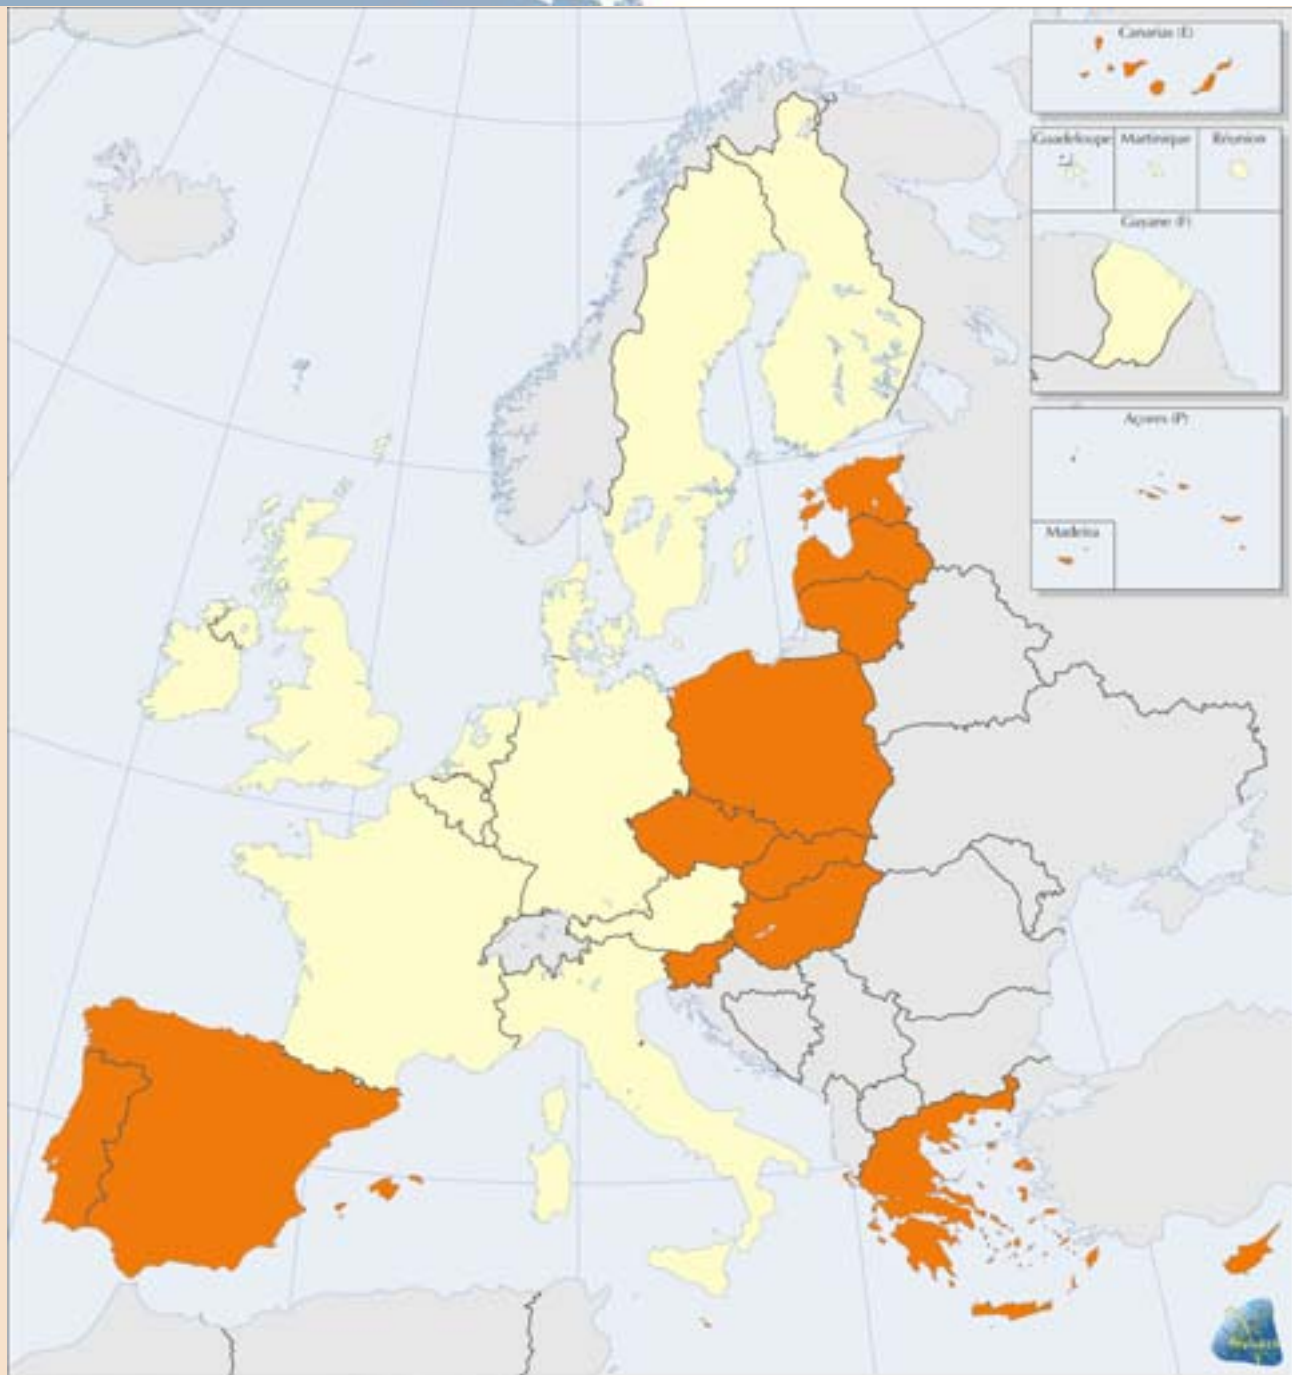 Canarias (E)
Guadeloupe
Martinique
Réunion
Guyane (F)
Açores (P)
Madeira